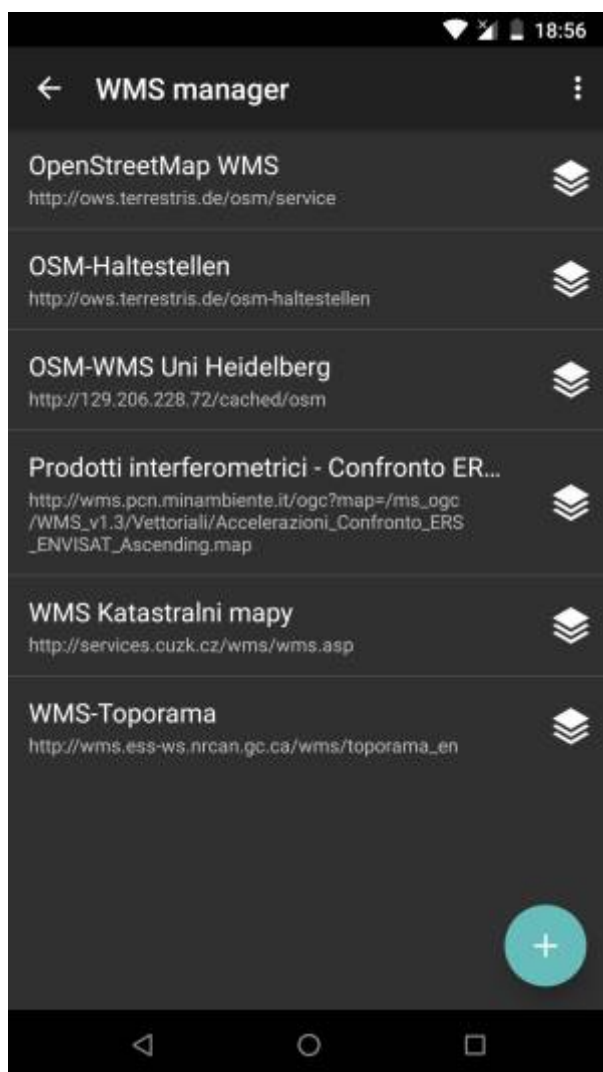 18:56
WMS manager
OpenStreetMap WMS
http://ows.terrestris.de/osm/service
OSM-Haltestellen
http://ows.terrestris.de/osm-haltestellen
OSM-WMS Uni Heidelberg
http://129.206.228.72/cached/osm
Prodotti interferometrici - Confronto ER...
http://wms.pcn.minambiente.it/ogc?map=/ms_ogc
/WMS_v1.3/Vettoriali/Accelerazioni_Confronto_ERS
_ENVISAT_Ascending.map
WMS Katastralni mapy
http://services.cuzk.cz/wms/wms.asp
WMS-Toporama
http://wms.ess-ws.nrcan.gc.ca/wms/toporama_en